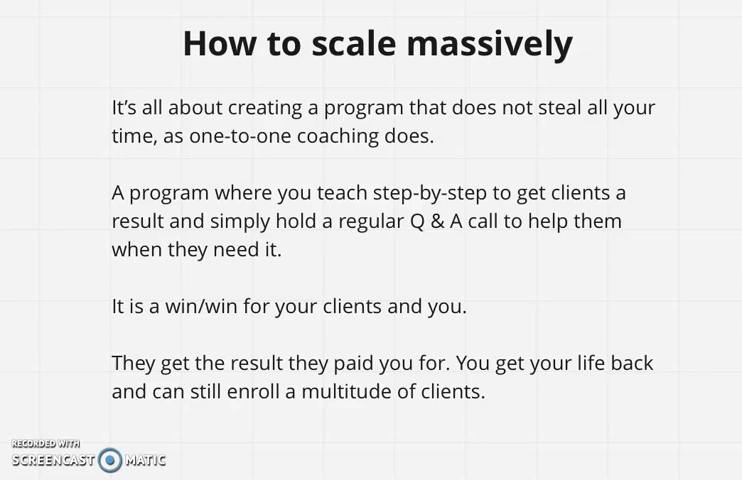 How to scale massively
It’s all about creating a program that does not steal all your
time, as one-to-one coaching does.
A program where you teach step-by-step to get clients a
result and simply hold a regular Q & A call to help them
when they need it.
It is a win/win for your clients and you.
They get the result they paid you for. You get your life back
and can still enroll a multitude of clients.
RECORDED WITH
SCREENCAST MATIC